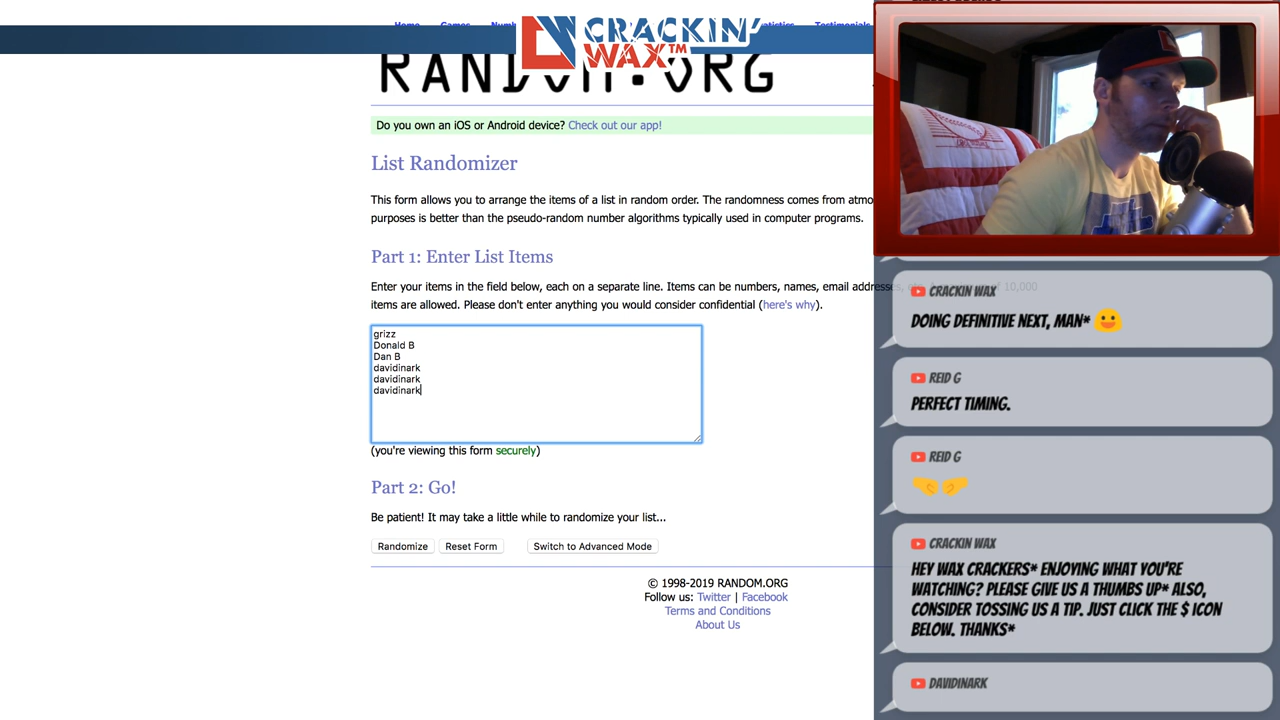 Home Games
Testimonials
CRACKIN'
WAX™
RANDOM.ORG
Do you own an iOS or Android device? Check out our app!
List Randomizer
This form allows you to arrange the items of a list in random order. The randomness comes from
purposes is better than the pseudo-random number algorithms typically used in computer programs.
Part 1: Enter List Items
Enter your items in the field below, each on a separate line. Items can be numbers, names, email addresses, 10,000
items are allowed. Please don't enter anything you would consider confidential (here's why).
grizz
Donald B
Dan B
davidinark
davidinark
davidinark
(you're viewing this form securely)
Part 2: Go!
Be patient! It may take a little while to randomize your list...
Randomize Reset Form Switch to Advanced Mode
© 1998-2019 RANDOM.ORG
Follow us: Twitter | Facebook
Terms and Conditions
About Us
CRACKIN WAX
DOING DEFINITIVE NEXT, MAN*
REID G
PERFECT TIMING.
REID G
CRACKIN WAX
HEY WAX CRACKERS* ENJOYING WHAT YOU'RE
WATCHING? PLEASE GIVE US A THUMBS UP* ALSO,
CONSIDER TOSSING US A TIP. JUST CLICK THE $ ICON
BELOW. THANKS*
DAVIDINARK